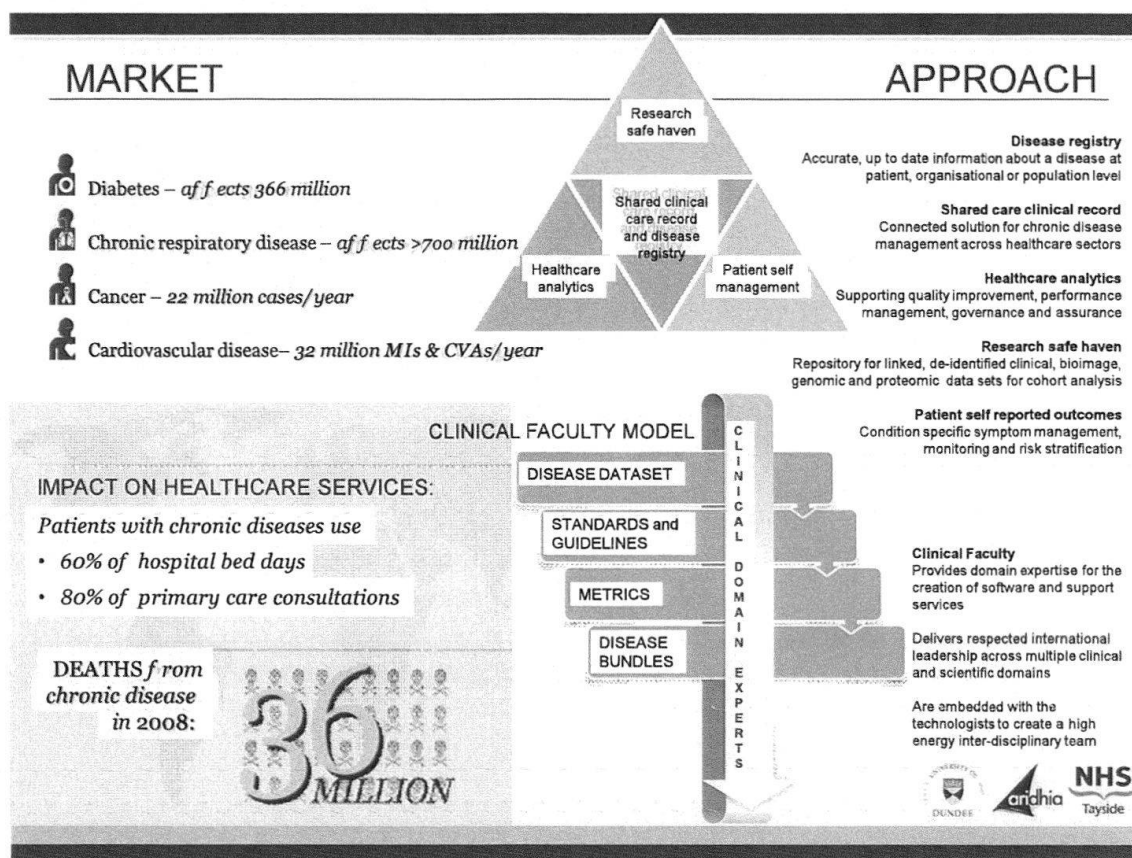 MARKET
Diabetes – affects 366 million
Chronic respiratory disease – affects >700 million
Cancer – 22 million cases/year
Cardiovascular disease– 32 million MIs & CVAs/year
IMPACT ON HEALTHCARE SERVICES:
Patients with chronic diseases use
• 60% of hospital bed days
• 80% of primary care consultations
DEATHS from
chronic disease
in 2008:
36
MILLION
APPROACH
Research
safe haven
Shared clinical
care record
and disease
registry
Healthcare
analytics
Patient self
management
Disease registry
Accurate, up to date information about a disease at
patient, organisational or population level
Shared care clinical record
Connected solution for chronic disease
management across healthcare sectors
Healthcare analytics
Supporting quality improvement, performance
management, governance and assurance
Research safe haven
Repository for linked, de-identified clinical, bioimage,
genomic and proteomic data sets for cohort analysis
Patient self reported outcomes
Condition specific symptom management,
monitoring and risk stratification
CLINICAL FACULTY MODEL
DISEASE DATASET
STANDARDS and
GUIDELINES
METRICS
DISEASE
BUNDLES
CLINICAL DOMAIN EXPERTS
Clinical Faculty
Provides domain expertise for the
creation of software and support
services
Delivers respected international
leadership across multiple clinical
and scientific domains
Are embedded with the
technologists to create a high
energy inter-disciplinary team
UNIVERSITY OF
DUNDEE
aridhia
NHS
Tayside